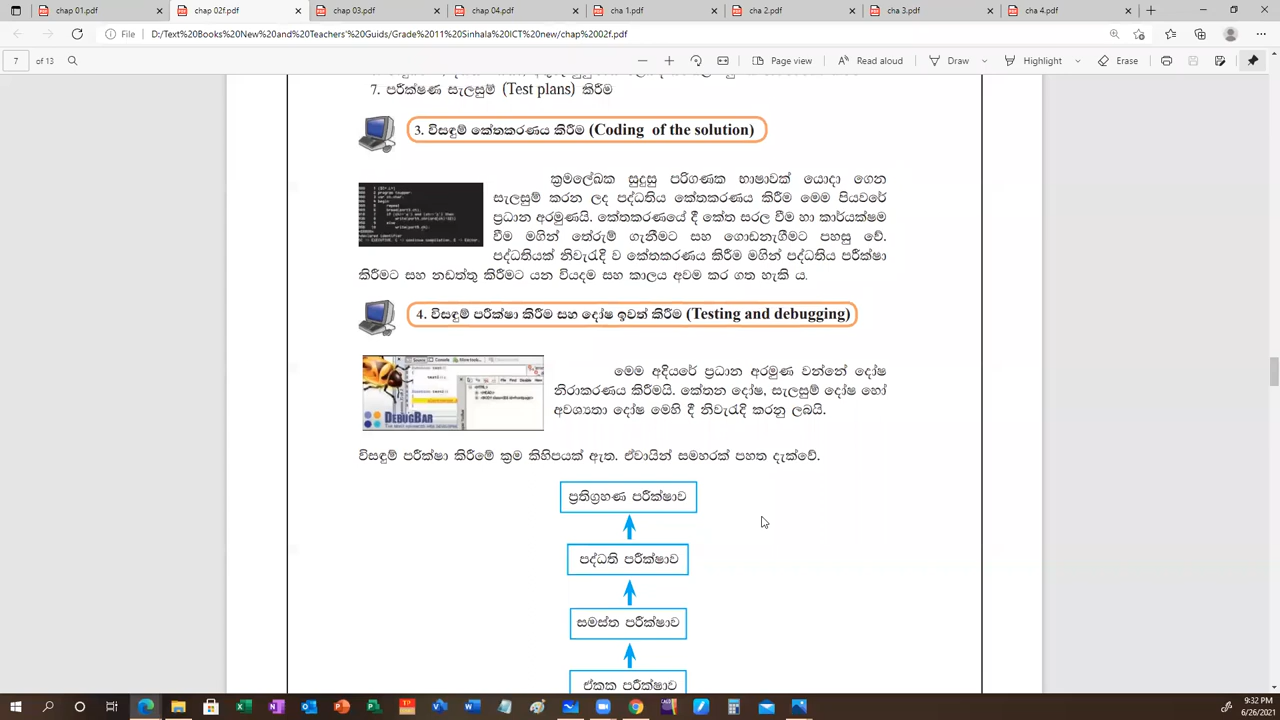 chap 01.pdf
chap 02f.pdf
chap 03.pdf
chap 04.pdf
cha 1.pdf
cha 2.pdf
cha 3.pdf
cha 4.pdf
File
D:/Text%20Books%20New%20and%20Teachers'%20Guids/Grade%2011%20Sinhala%20ICT%20new/chap%2002f.pdf
7 of 13
Page view
Read aloud
Draw
Highlight
Erase
7. පරීක්ෂණ සැලසුම් (Test plans) කිරීම
3. විසඳුම් කේතකරණය කිරීම (Coding of the solution)
ක්‍රමලේඛක සුදුසු පරිගණක භාෂාවක් යොදා ගෙන
සැලසුම් කරන ලද පද්ධතිය කේතකරණය කිරීම මෙම පියවරේ
ප්‍රධාන අරමුණයි. කේතකරණයේ දී කේත සරල වීමත්, කාර්යක්ෂම
වීම මගින් තේරුම් ගැනීමට සහ ගොඩනැගීමට පහසු වේ.
පද්ධතියක් නිවැරැදි ව කේතකරණය කිරීම මගින් පද්ධතිය පරීක්ෂා
කිරීමට සහ නඩත්තු කිරීමට යන වියදම සහ කාලය අවම කර ගත හැකි ය.
4. විසඳුම් පරීක්ෂා කිරීම සහ දෝෂ ඉවත් කිරීම (Testing and debugging)
DEBUGBAR
මෙම අදියරේ ප්‍රධාන අරමුණ වන්නේ දෝෂ
නිරාකරණය කිරීමයි. කේතන දෝෂ, සැලසුම් දෝෂ හෝ
අවශ්‍යතා දෝෂ මෙහි දී නිවැරැදි කරනු ලබයි.
විසඳුම් පරීක්ෂා කිරීමේ ක්‍රම කිහිපයක් ඇත. ඒවායින් සමහරක් පහත දැක්වේ.
ප්‍රතිග්‍රහණ පරීක්ෂාව
පද්ධති පරීක්ෂාව
සමස්ත පරීක්ෂාව
ඒකක පරීක්ෂාව
9:32 PM
6/26/2021